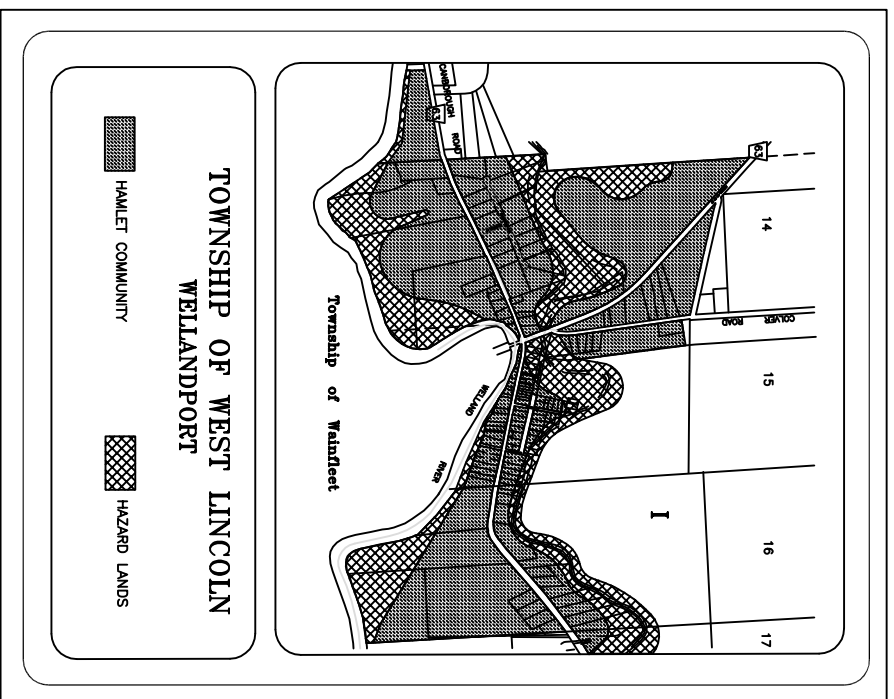 63
14
COLVER ROAD
15
I
16
17
CANBOROUGH ROAD
63
WELLAND RIVER
Township of Wainfleet
TOWNSHIP OF WEST LINCOLN
WELLANDPORT
HAMLET COMMUNITY
HAZARD LANDS